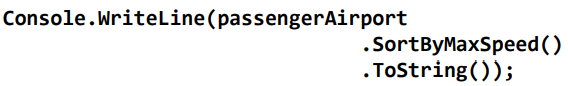 Console.WriteLine(passengerAirport
.SortByMaxSpeed()
.ToString());